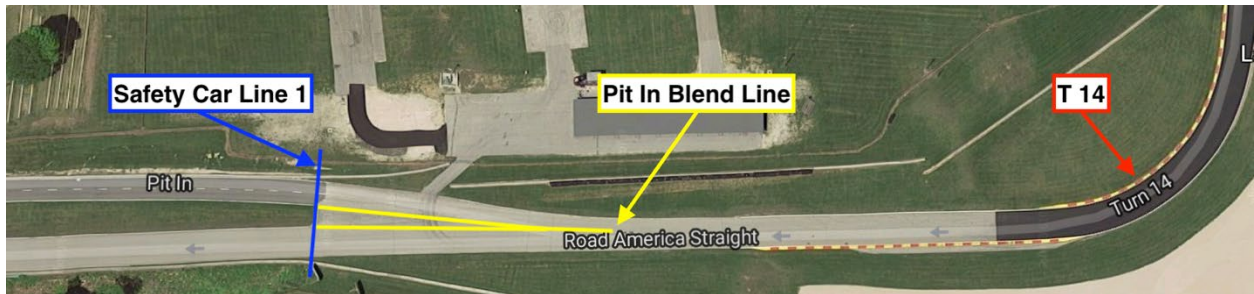 Safety Car Line 1
Pit In Blend Line
T 14
L
Pit In
Road America Straight
Turn 14